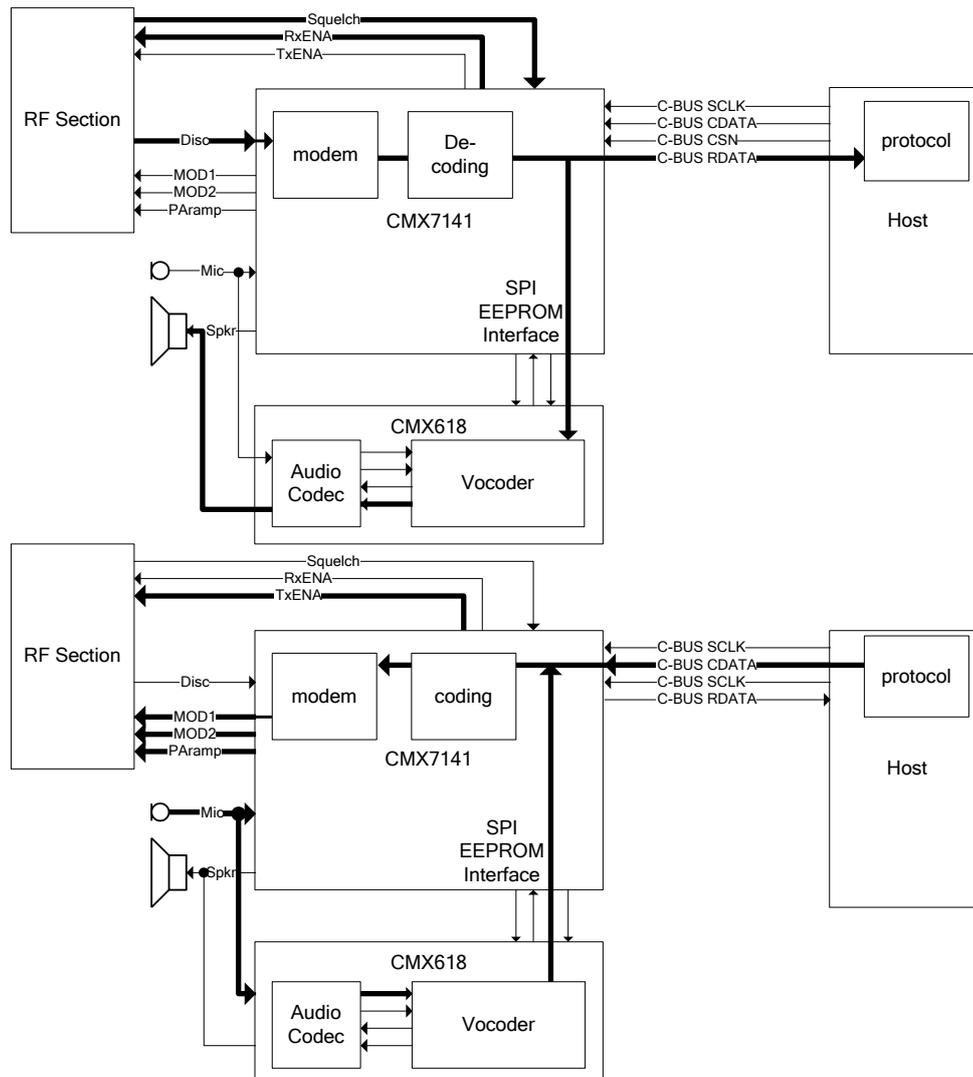 Squelch
RxENA
TxENA
RF Section
Disc
MOD1
MOD2
PAramp
modem
De-
coding
CMX7141
C-BUS SCLK
C-BUS CDATA
C-BUS CSN
C-BUS RDATA
protocol
Host
Mic
Spkr
SPI
EEPROM
Interface
CMX618
Audio
Codec
Vocoder
Squelch
RxENA
TxENA
RF Section
Disc
MOD1
MOD2
PAramp
modem
coding
CMX7141
C-BUS SCLK
C-BUS CDATA
C-BUS SCLK
C-BUS RDATA
protocol
Host
Mic
Spkr
SPI
EEPROM
Interface
CMX618
Audio
Codec
Vocoder